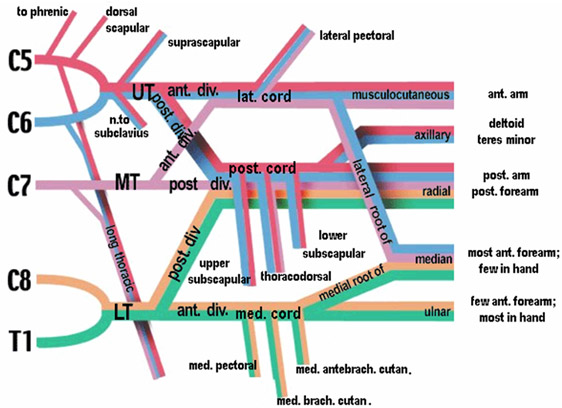 to phrenic
dorsal
scapular
suprascapular
lateral pectoral
C5
UT
ant. div.
lat. cord
musculocutaneous
ant. arm
C6
n.to
subclavius
post. div.
ant. div.
axillary
deltoid
teres minor
C7
MT
post div.
post. cord
lateral root of
radial
post. arm
post. forearm
long thoracic
post. div
upper
subscapular
thoracodorsal
lower
subscapular
median
most ant. forearm;
few in hand
C8
medial root of
LT
ant. div.
med. cord
ulnar
few ant. forearm;
most in hand
T1
med. pectoral
med. antebrach. cutan.
med. brach. cutan.